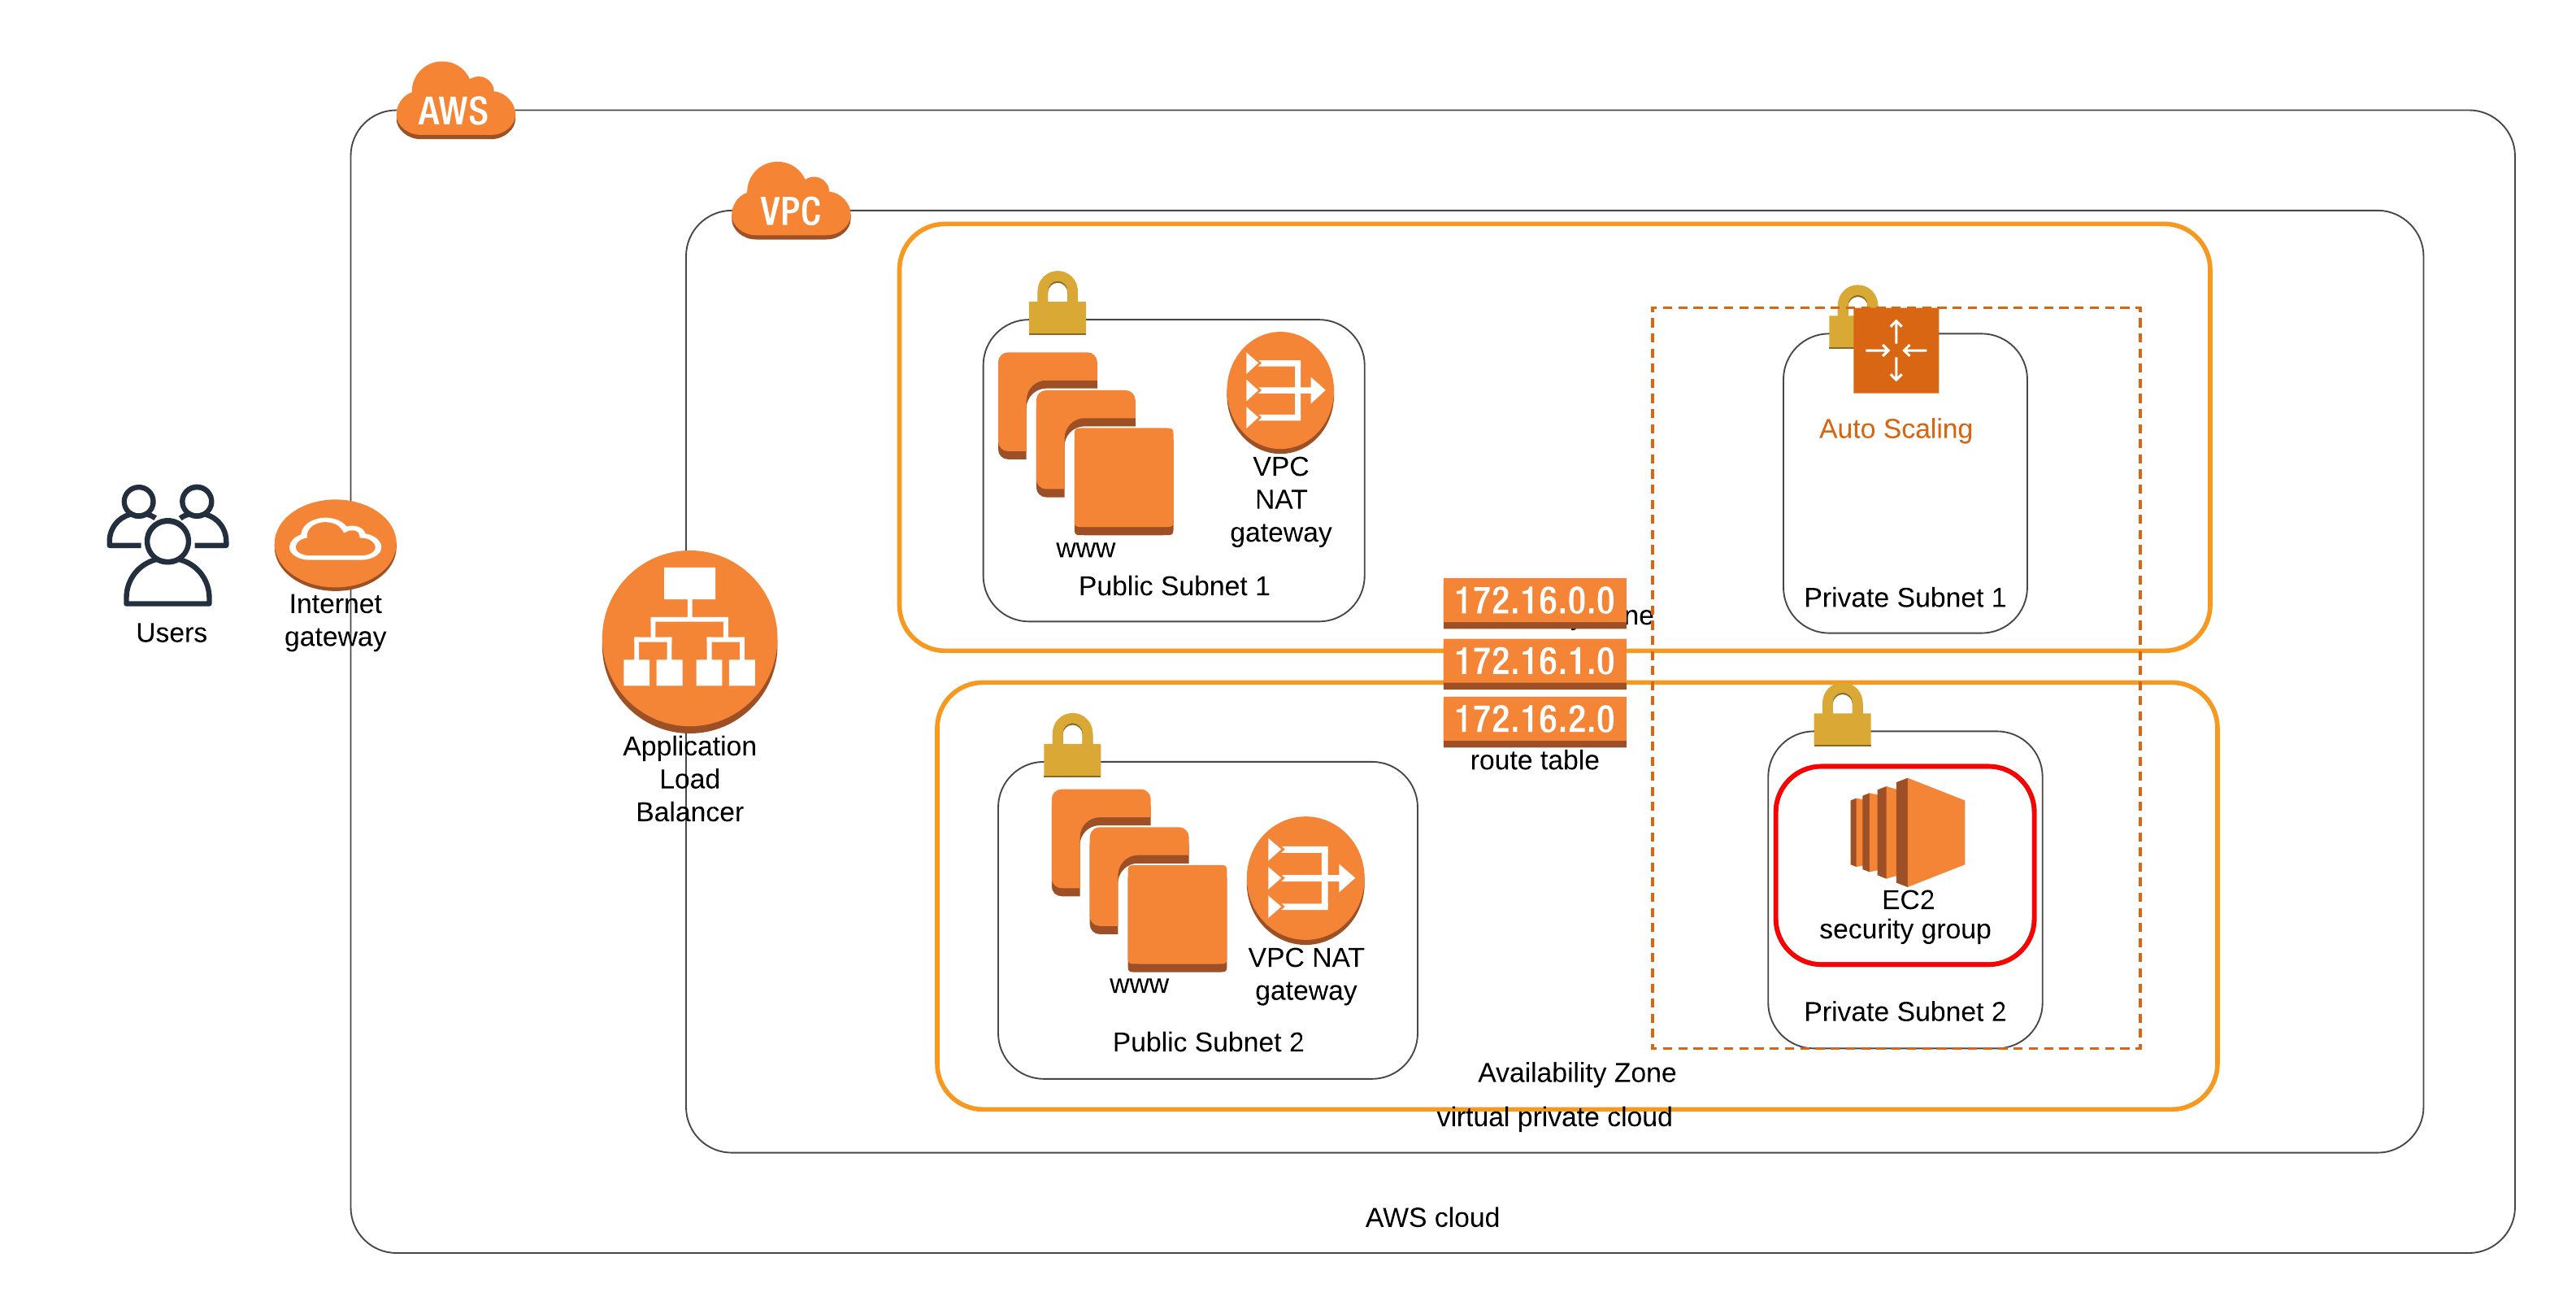 AWS
VPC
Users
Internet
gateway
Application
Load
Balancer
www
VPC
NAT
gateway
Public Subnet 1
Auto Scaling
Private Subnet 1
172.16.0.0
172.16.1.0
172.16.2.0
route table
www
VPC NAT
gateway
Public Subnet 2
EC2
security group
Private Subnet 2
Availability Zone
virtual private cloud
AWS cloud